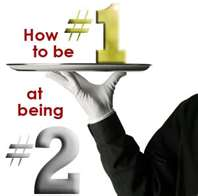 How #1
to be
at
being
#2